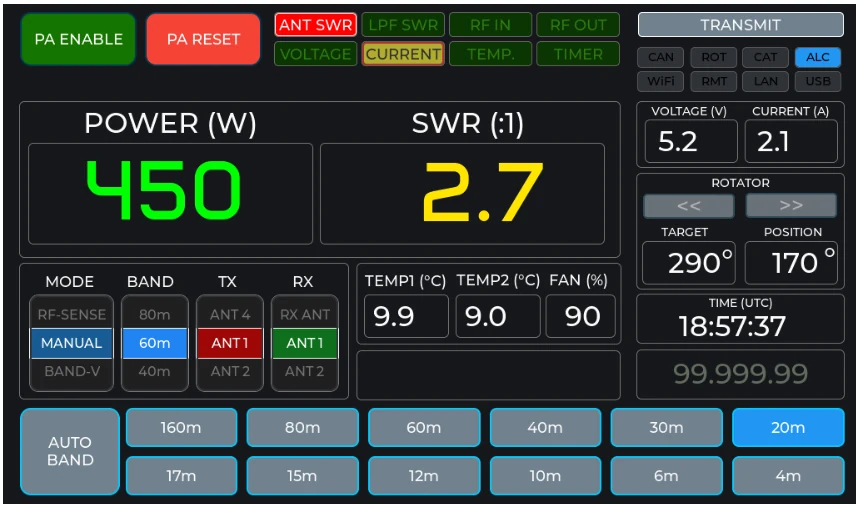 PA ENABLE
PA RESET
ANT SWR
LPF SWR
RF IN
RF OUT
VOLTAGE
CURRENT
TEMP.
TIMER
TRANSMIT
CAN
ROT
CAT
ALC
WiFi
RMT
LAN
USB
POWER (W)
450
SWR (:1)
2.7
VOLTAGE (V)
5.2
CURRENT (A)
2.1
ROTATOR
<<
>>
TARGET
290°
POSITION
170°
MODE
RF-SENSE
MANUAL
BAND-V
BAND
80m
60m
40m
TX
ANT 4
ANT 1
ANT 2
RX
RX ANT
ANT 1
ANT 2
TEMP1 (°C)
9.9
TEMP2 (°C)
9.0
FAN (%)
90
TIME (UTC)
18:57:37
99.999.99
AUTO
BAND
160m
80m
60m
40m
30m
20m
17m
15m
12m
10m
6m
4m